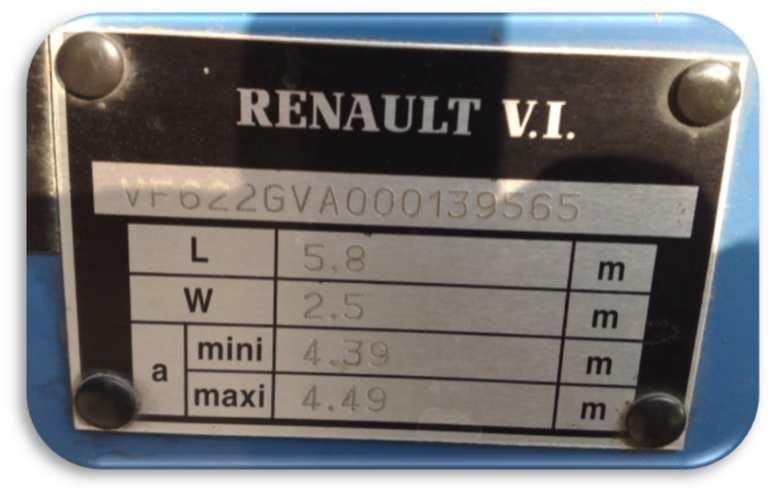 RENAULT V.I.
VF622GVA000139565
L 5.8 m
W 2.5 m
a mini 4.39 m
maxi 4.49 m